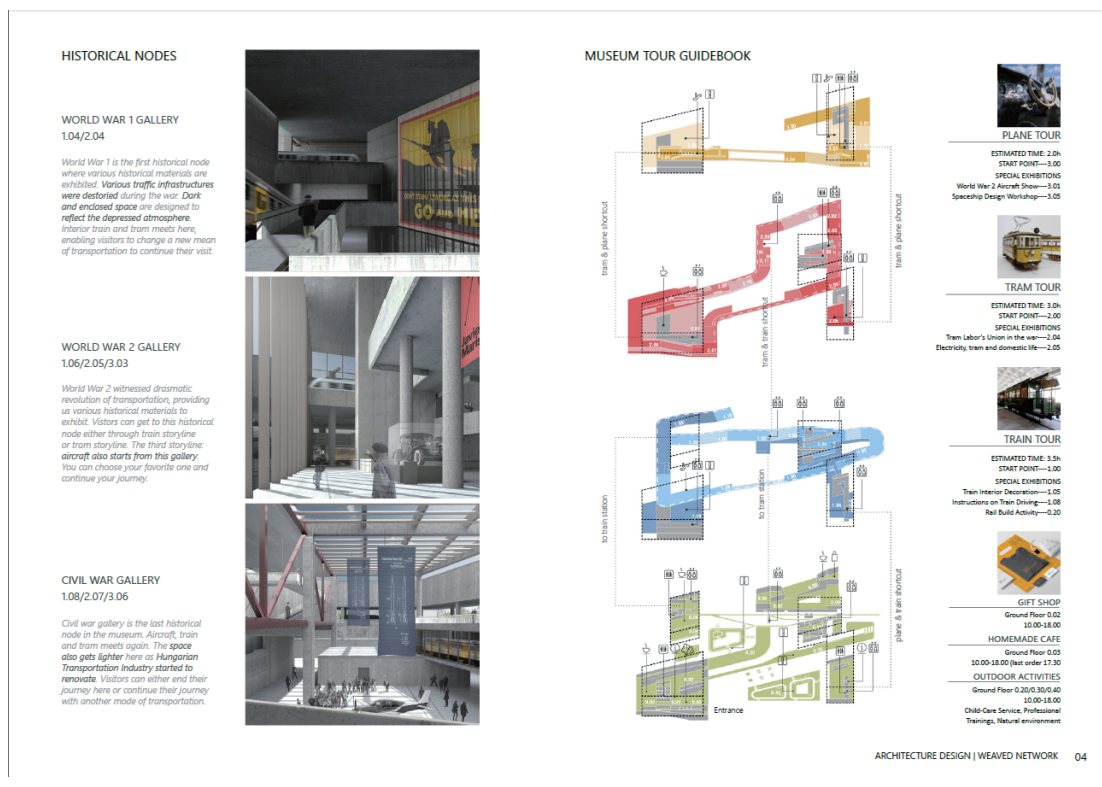 HISTORICAL NODES
WORLD WAR 1 GALLERY
1.04/2.04
World War 1 is the first historical node
where various historical materials are
exhibited. Various traffic infrastructures
were destoried during the war. Dark
and enclosed space are designed to
reflect the depressed atmosphere.
Interior train and tram meets here,
enabling visitors to change a new mean
of transportation to continue their visit.
WORLD WAR 2 GALLERY
1.06/2.05/3.03
World War 2 witnessed drasmatic
revolution of transportation, providing
us various historical materials to
exhibit. Vistors can get to this historical
node either through train storyline
or tram storyline. The third storyline:
aircraft also starts from this gallery.
You can choose your favorite one and
continue your journey.
CIVIL WAR GALLERY
1.08/2.07/3.06
Civil war gallery is the last historical
node in the museum. Aircraft, train
and tram meets again. The space
also gets lighter here as Hungarian
Transportation Industry started to
renovate. Visitors can either end their
journey here or continue their journey
with another mode of transportation.
GO AND HE
MUSEUM TOUR GUIDEBOOK
tram & plane shortcut
tram & plane shortcut
tram & train shortcut
to train station
to tram station
plane & train shortcut
Entrance
PLANE TOUR
ESTIMATED TIME: 2.0h
START POINT----3.00
SPECIAL EXHIBITIONS
World War 2 Aircraft Show----3.01
Spaceship Design Workshop----3.05
TRAM TOUR
ESTIMATED TIME: 3.0h
START POINT----2.00
SPECIAL EXHIBITIONS
Tram Labor's Union in the war----2.04
Electricity, tram and domestic life----2.05
TRAIN TOUR
ESTIMATED TIME: 3.5h
START POINT----1.00
SPECIAL EXHIBITIONS
Train Interior Decoration----1.05
Instructions on Train Driving----1.08
Rail Build Activity----0.20
GIFT SHOP
Ground Floor 0.02
10.00-18.00
HOMEMADE CAFE
Ground Floor 0.03
10.00-18.00 (last order 17.30
OUTDOOR ACTIVITIES
Ground Floor 0.20/0.30/0.40
10.00-18.00
Child-Care Service, Professional
Trainings, Natural environment
ARCHITECTURE DESIGN | WEAVED NETWORK 04